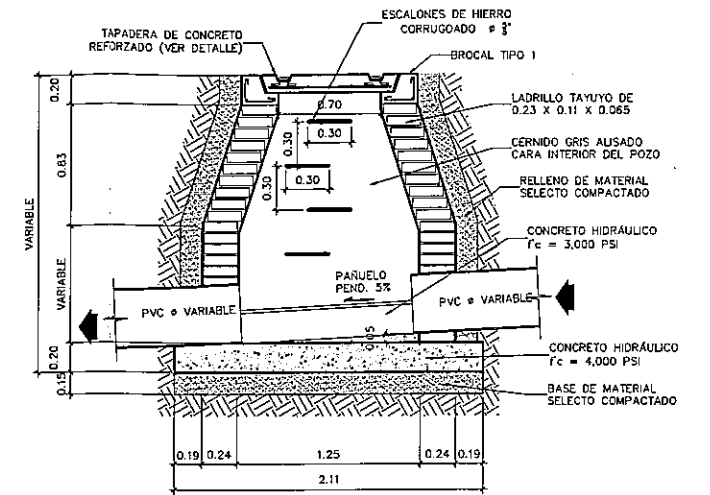 TAPADERA DE CONCRETO
REFORZADO (VER DETALLE)
ESCALONES DE HIERRO
CORRUGOADO ø 3/8"
BROCAL TIPO 1
LADRILLO TAYUYO DE
0.23 X 0.11 X 0.065
CERNIDO GRIS ALISADO
CARA INTERIOR DEL POZO
RELLENO DE MATERIAL
SELECTO COMPACTADO
CONCRETO HIDRÁULICO
f'c = 3,000 PSI
0.20
0.83
VARIABLE
VARIABLE
0.20
0.15
0.70
0.30
0.30
0.30
0.30
PAÑUELO
PEND. 5%
PVC ø VARIABLE
PVC ø VARIABLE
0.05
CONCRETO HIDRÁULICO
f'c = 4,000 PSI
BASE DE MATERIAL
SELECTO COMPACTADO
0.19
0.24
1.25
0.24
0.19
2.11